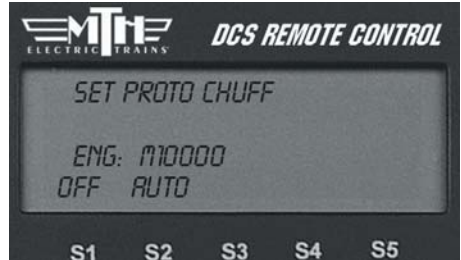 MTH
ELECTRIC TRAINS
DCS REMOTE CONTROL
SET PROTO CHUFF
ENG: M10000
OFF AUTO
S1 S2 S3 S4 S5